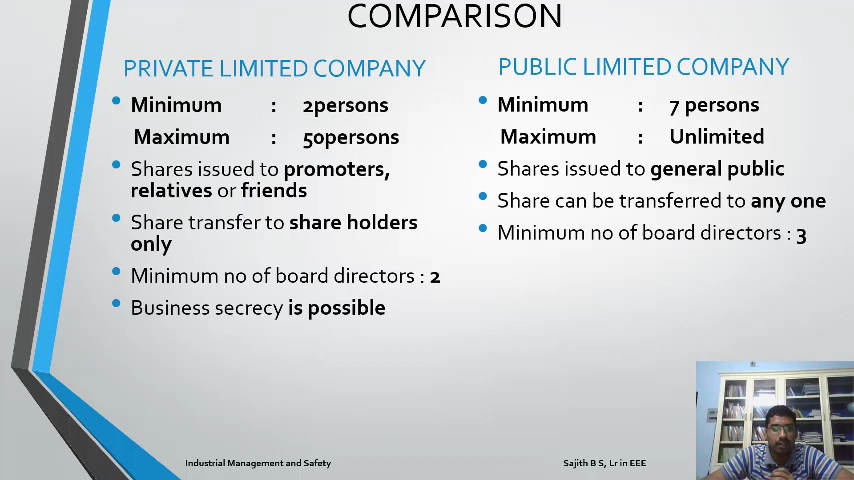 COMPARISON
PRIVATE LIMITED COMPANY
• Minimum : 2persons
Maximum : 50persons
• Shares issued to promoters,
relatives or friends
• Share transfer to share holders
only
• Minimum no of board directors : 2
• Business secrecy is possible
PUBLIC LIMITED COMPANY
• Minimum : 7 persons
Maximum : Unlimited
• Shares issued to general public
• Share can be transferred to any one
• Minimum no of board directors : 3
Industrial Management and Safety
Sajith B S, Lr in EEE